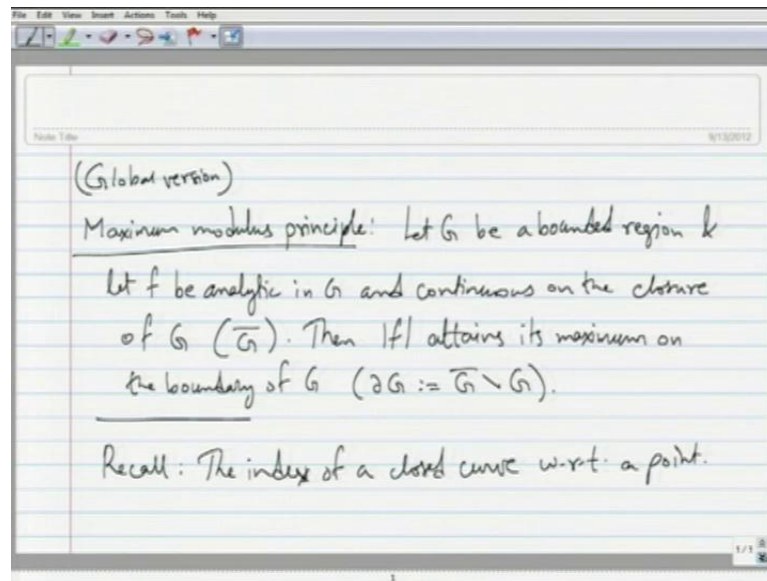 File Edit View Insert Actions Tools Help
Note Title
9/13/2012
(Global version)
Maximum modulus principle: Let G be a bounded region &
let f be analytic in G and continuous on the closure
of G (G̅). Then |f| attains its maximum on
the boundary of G (∂G := G̅ \ G).
Recall: The index of a closed curve w.r.t. a point.
1/1
1